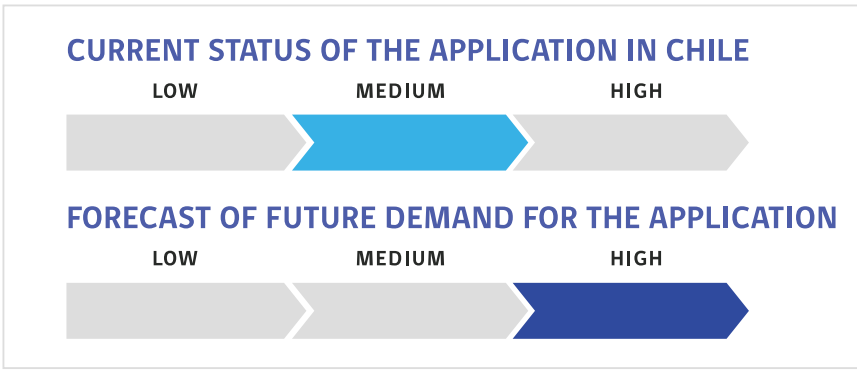 CURRENT STATUS OF THE APPLICATION IN CHILE
LOW MEDIUM HIGH
FORECAST OF FUTURE DEMAND FOR THE APPLICATION
LOW MEDIUM HIGH